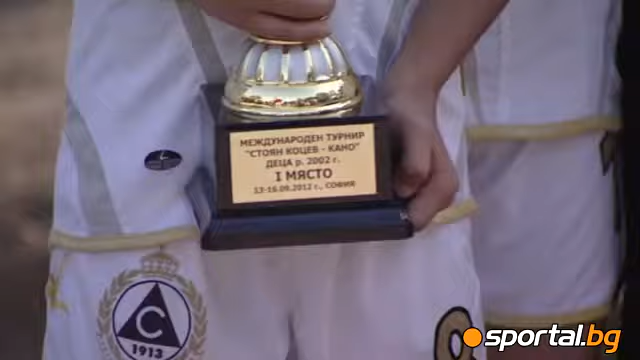 МЕЖДУНАРОДЕН ТУРНИР
"СТОЯН КОЦЕВ - КАНО"
ДЕЦА р. 2002 г.
I МЯСТО
13-16.09.2012 г., СОФИЯ
С
1913
sportal.bg